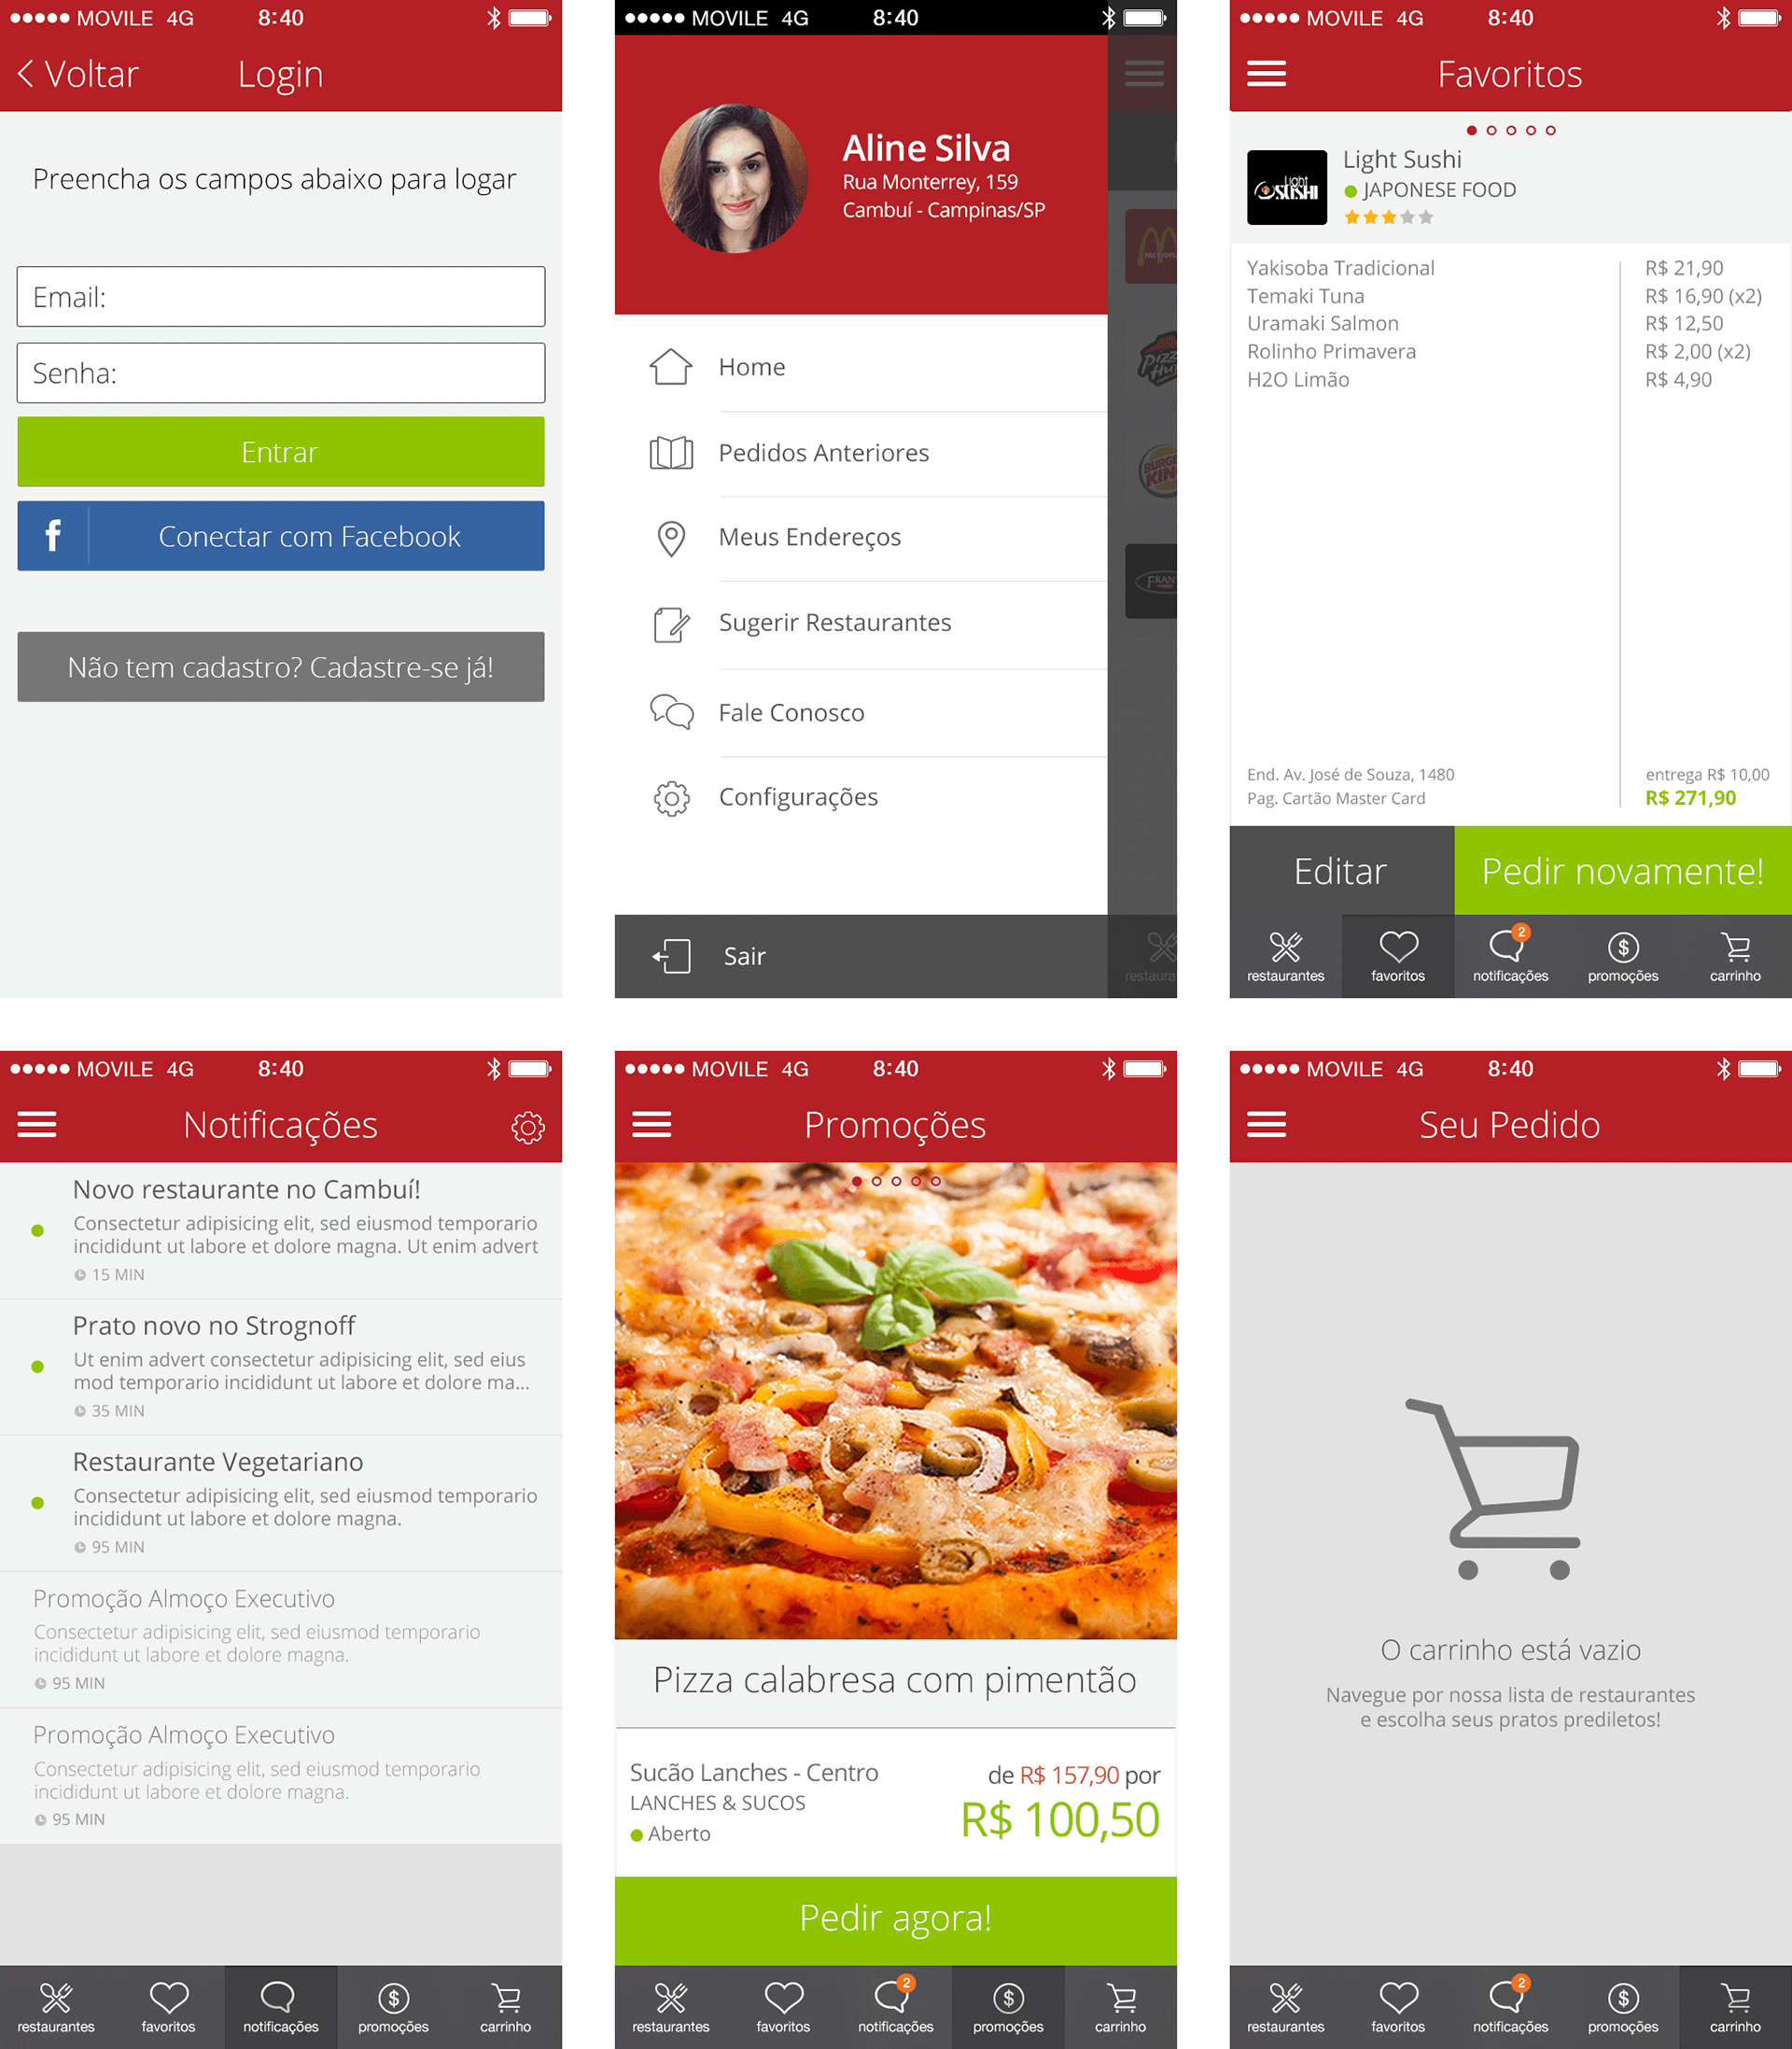 MOVILE 4G 8:40
Voltar Login
Preencha os campos abaixo para logar
Email:
Senha:
Entrar
f Conectar com Facebook
Não tem cadastro? Cadastre-se já!
MOVILE 4G 8:40
Aline Silva
Rua Monterrey, 159
Cambuí - Campinas/SP
Home
Pedidos Anteriores
Meus Endereços
Sugerir Restaurantes
Fale Conosco
Configurações
Sair
McDona
Pizza
Hu
BURGE
KIN
FRAN
restaura
MOVILE 4G 8:40
Favoritos
Light SUSHI
Light Sushi
JAPONESE FOOD
Yakisoba Tradicional R$ 21,90
Temaki Tuna R$ 16,90 (x2)
Uramaki Salmon R$ 12,50
Rolinho Primavera R$ 2,00 (x2)
H2O Limão R$ 4,90
End. Av. José de Souza, 1480 entrega R$ 10,00
Pag. Cartão Master Card R$ 271,90
Editar Pedir novamente!
2
restaurantes favoritos notificações promoções carrinho
MOVILE 4G 8:40
Notificações
Novo restaurante no Cambuí!
Consectetur adipisicing elit, sed eiusmod temporario
incididunt ut labore et dolore magna. Ut enim advert
15 MIN
Prato novo no Strognoff
Ut enim advert consectetur adipisicing elit, sed eius
mod temporario incididunt ut labore et dolore ma...
35 MIN
Restaurante Vegetariano
Consectetur adipisicing elit, sed eiusmod temporario
incididunt ut labore et dolore magna.
95 MIN
Promoção Almoço Executivo
Consectetur adipisicing elit, sed eiusmod temporario
incididunt ut labore et dolore magna.
95 MIN
Promoção Almoço Executivo
Consectetur adipisicing elit, sed eiusmod temporario
incididunt ut labore et dolore magna.
95 MIN
restaurantes favoritos notificações promoções carrinho
MOVILE 4G 8:40
Promoções
Pizza calabresa com pimentão
Sucão Lanches - Centro de R$ 157,90 por
LANCHES & SUCOS R$ 100,50
Aberto
Pedir agora!
2
restaurantes favoritos notificações promoções carrinho
MOVILE 4G 8:40
Seu Pedido
O carrinho está vazio
Navegue por nossa lista de restaurantes
e escolha seus pratos prediletos!
2
restaurantes favoritos notificações promoções carrinho